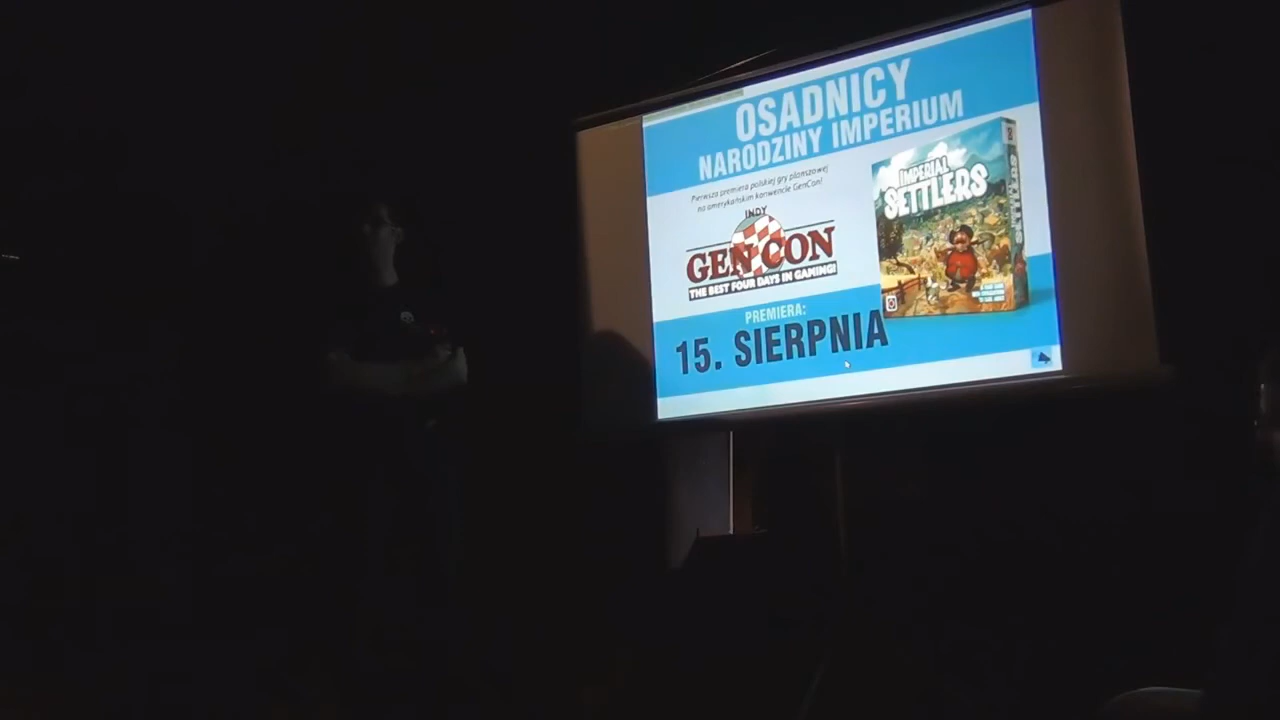 OSADNICY
NARODZINY IMPERIUM
Pierwsza premiera polskiej gry planszowej
na amerykańskim konwencie GenCon!
INDY
GEN CON
THE BEST FOUR DAYS IN GAMING!
PREMIERA:
15. SIERPNIA
IMPERIAL
SETTLERS
SETTLERS